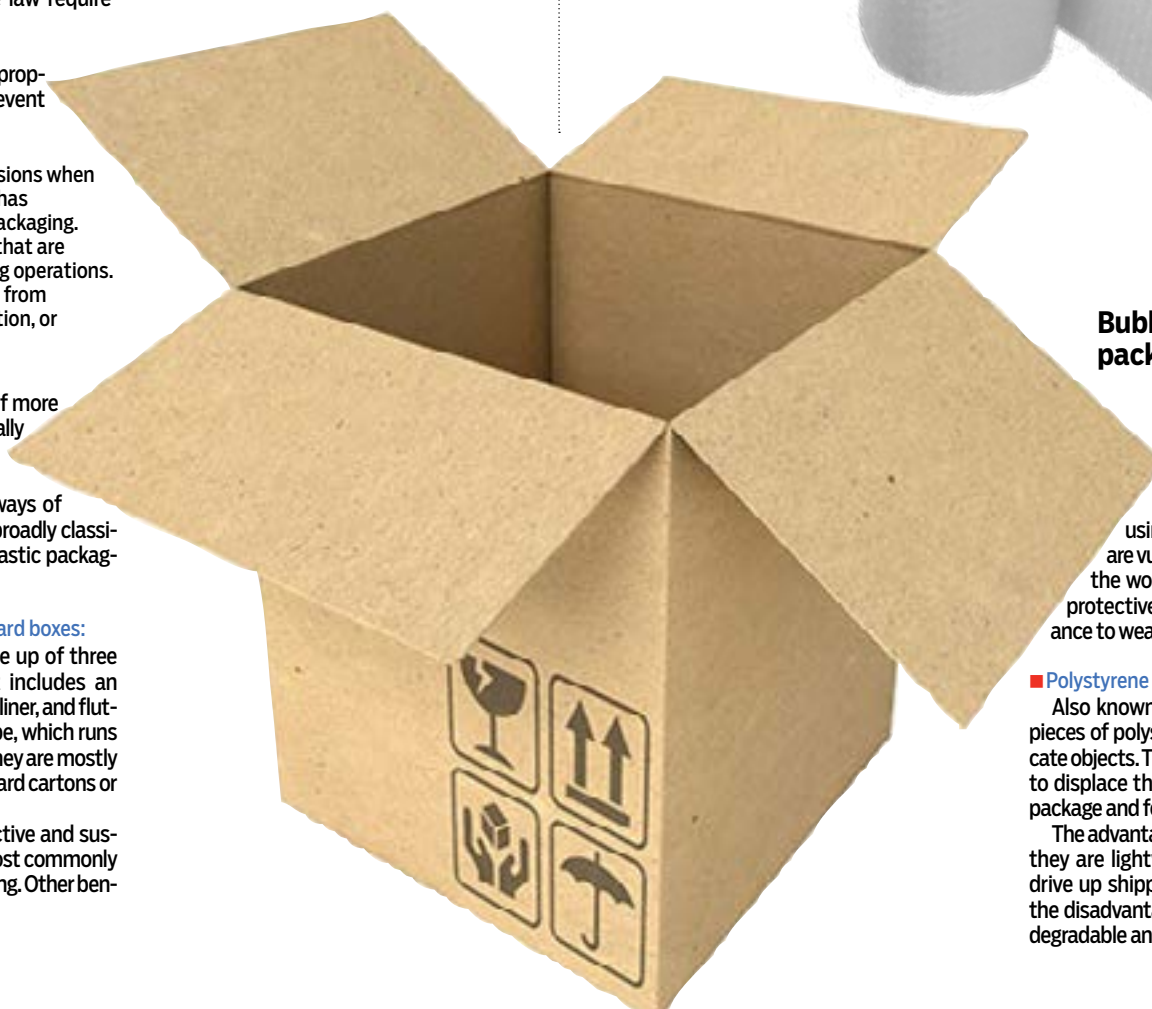 law require
prop-
event
sions when
has
ackaging.
that are
g operations.
from
tion, or
f more
ally
ways of
broadly classi-
astic packag-
ard boxes:
e up of three
includes an
liner, and flut-
pe, which runs
hey are mostly
ard cartons or
ctive and sus-
ost commonly
ng. Other ben-
Bubl
pack
usin
are vu
the wo
protective
ance to wea
Polystyrene
Also known
pieces of polys
cate objects. T
to displace th
package and fo
The advanta
they are light
drive up shipp
the disadvanta
degradable an